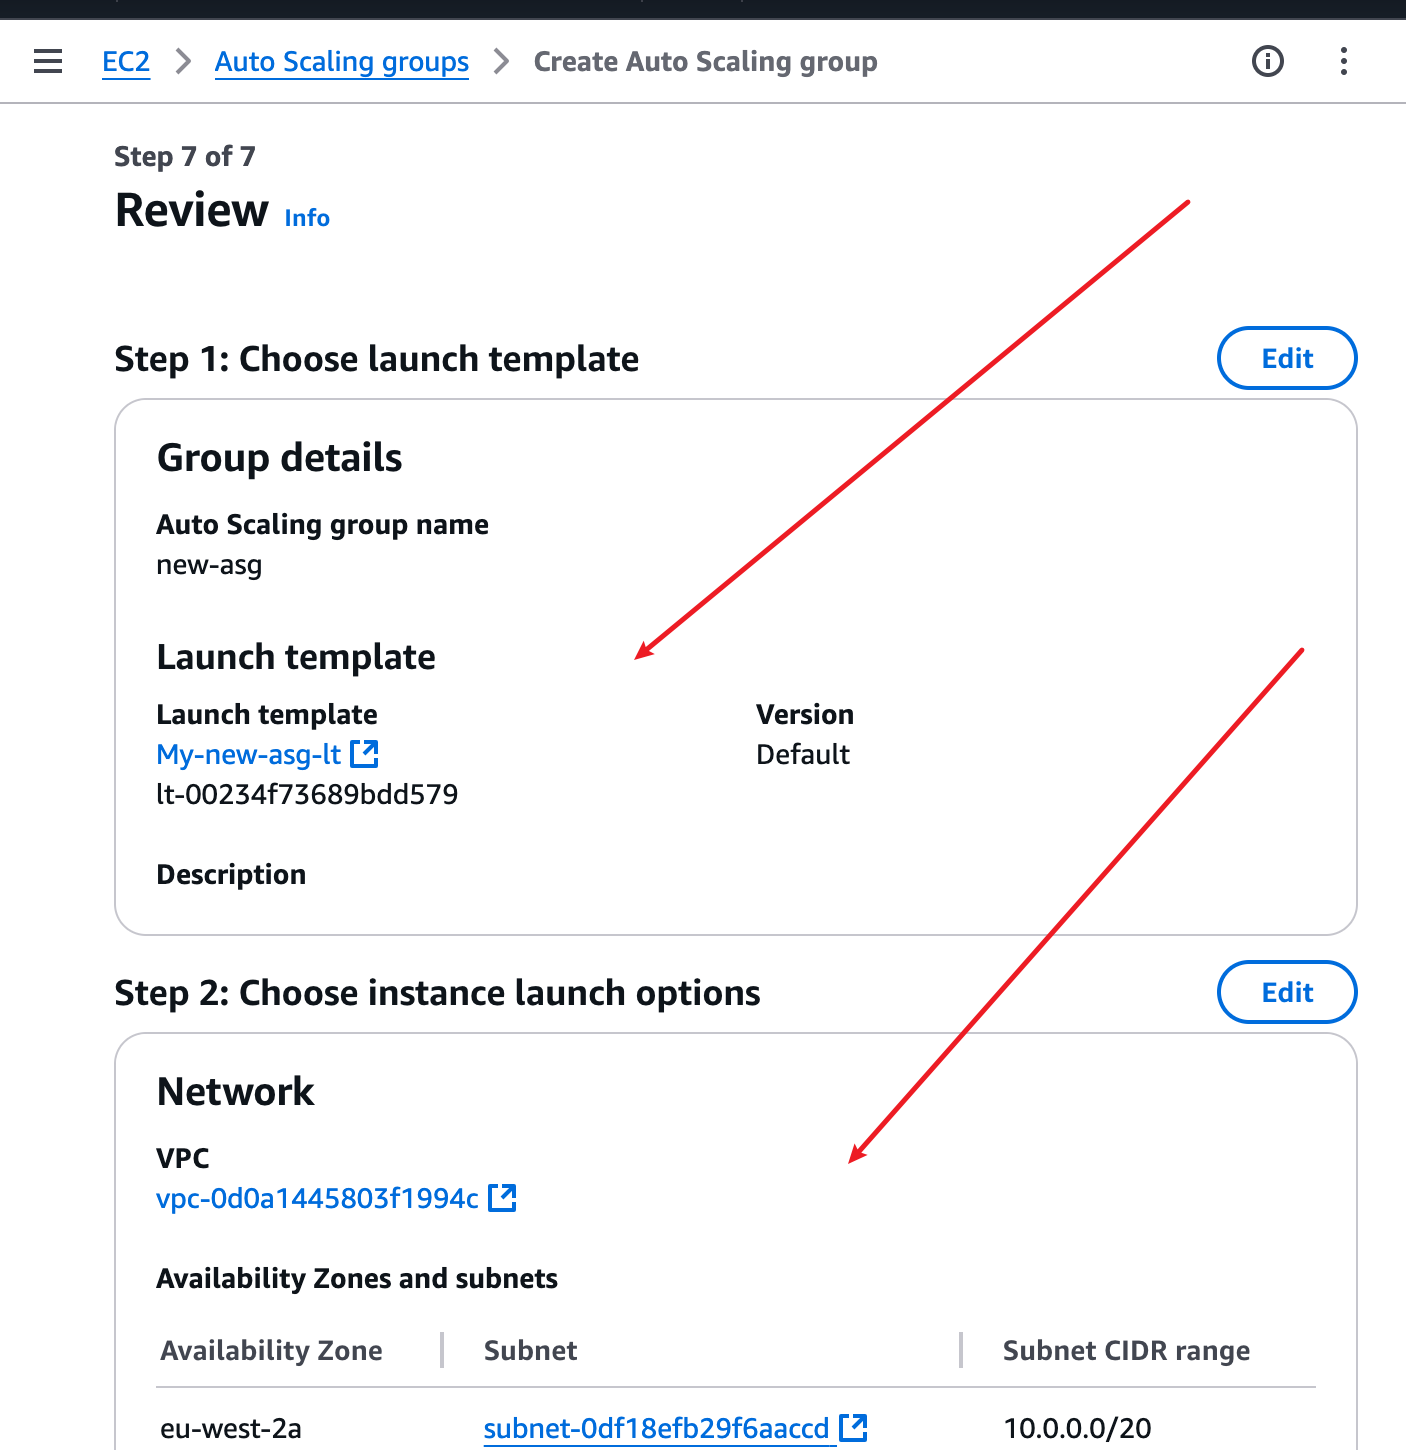 EC2 > Auto Scaling groups > Create Auto Scaling group
Step 7 of 7
Review Info
Step 1: Choose launch template
Edit
Group details
Auto Scaling group name
new-asg
Launch template
Launch template
Version
My-new-asg-lt
Default
lt-00234f73689bdd579
Description
Step 2: Choose instance launch options
Edit
Network
VPC
vpc-0d0a1445803f1994c
Availability Zones and subnets
Availability Zone
Subnet
Subnet CIDR range
eu-west-2a
subnet-0df18efb29f6aaccd
10.0.0.0/20